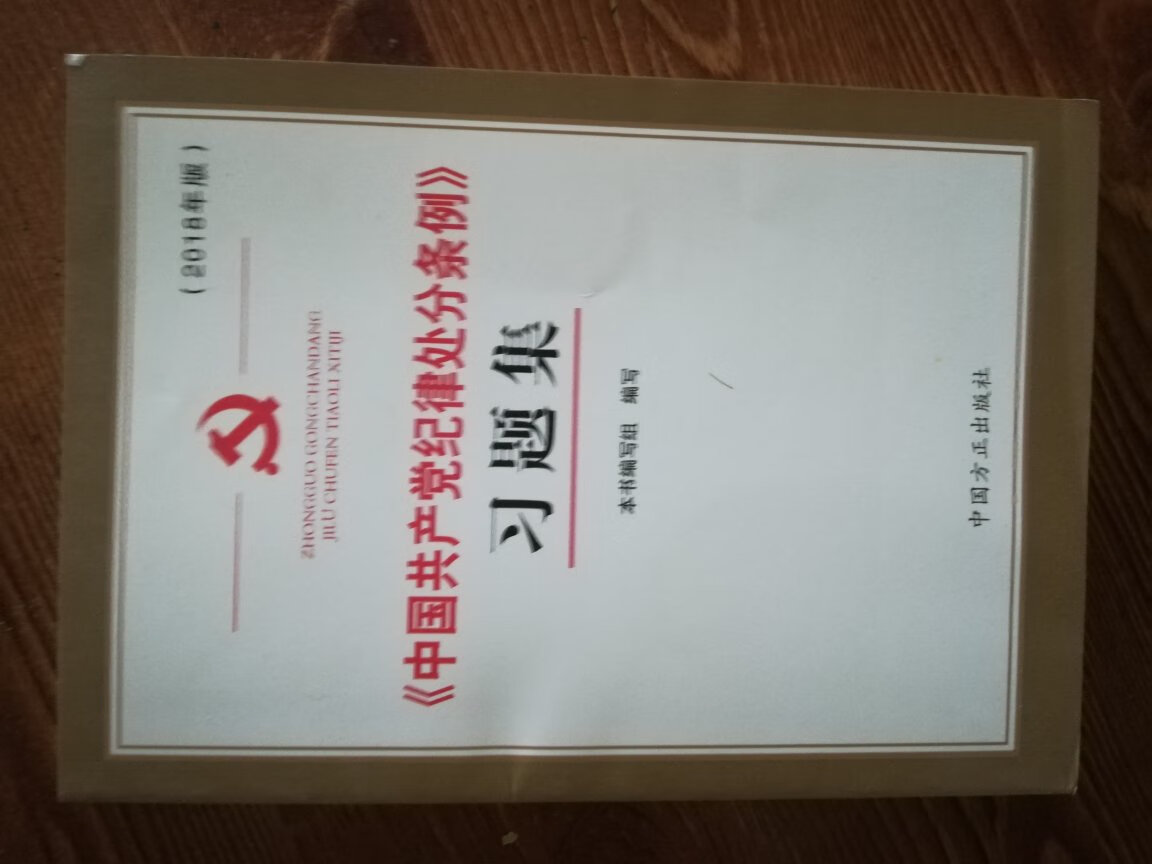 （2018年版）
ZHONGGUO GONGCHANDANG
JILÜ CHUFEN TIAOLI XITIJI
《中国共产党纪律处分条例》
习题集
本书编写组 编写
中国方正出版社